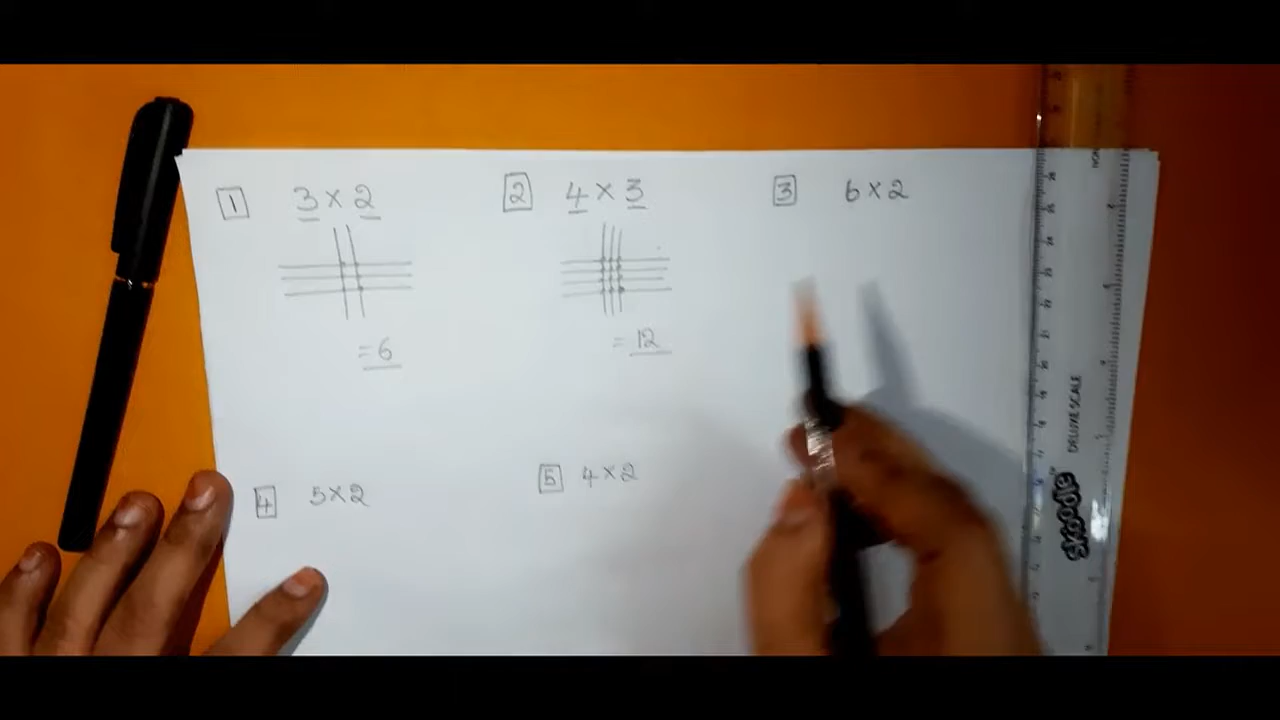 1 3 × 2
= 6
2 4 × 3
= 12
3 6 × 2
4 5 × 2
5 4 × 2
DELUXE SCALE
skoodle